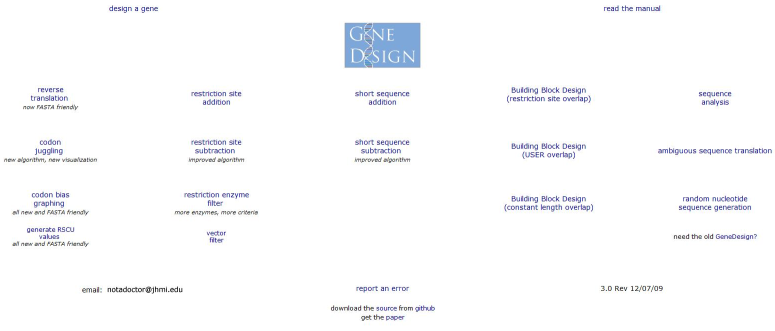 design a gene
read the manual
GENE
DESIGN
reverse
translation
now FASTA friendly
restriction site
addition
short sequence
addition
Building Block Design
(restriction site overlap)
sequence
analysis
codon
juggling
new algorithm, new visualization
restriction site
subtraction
improved algorithm
short sequence
subtraction
improved algorithm
Building Block Design
(USER overlap)
ambiguous sequence translation
codon bias
graphing
all new and FASTA friendly
restriction enzyme
filter
more enzymes, more criteria
Building Block Design
(constant length overlap)
random nucleotide
sequence generation
generate RSCU
values
all new and FASTA friendly
vector
filter
need the old GeneDesign?
email: notadoctor@jhmi.edu
report an error
3.0 Rev 12/07/09
download the source from github
get the paper